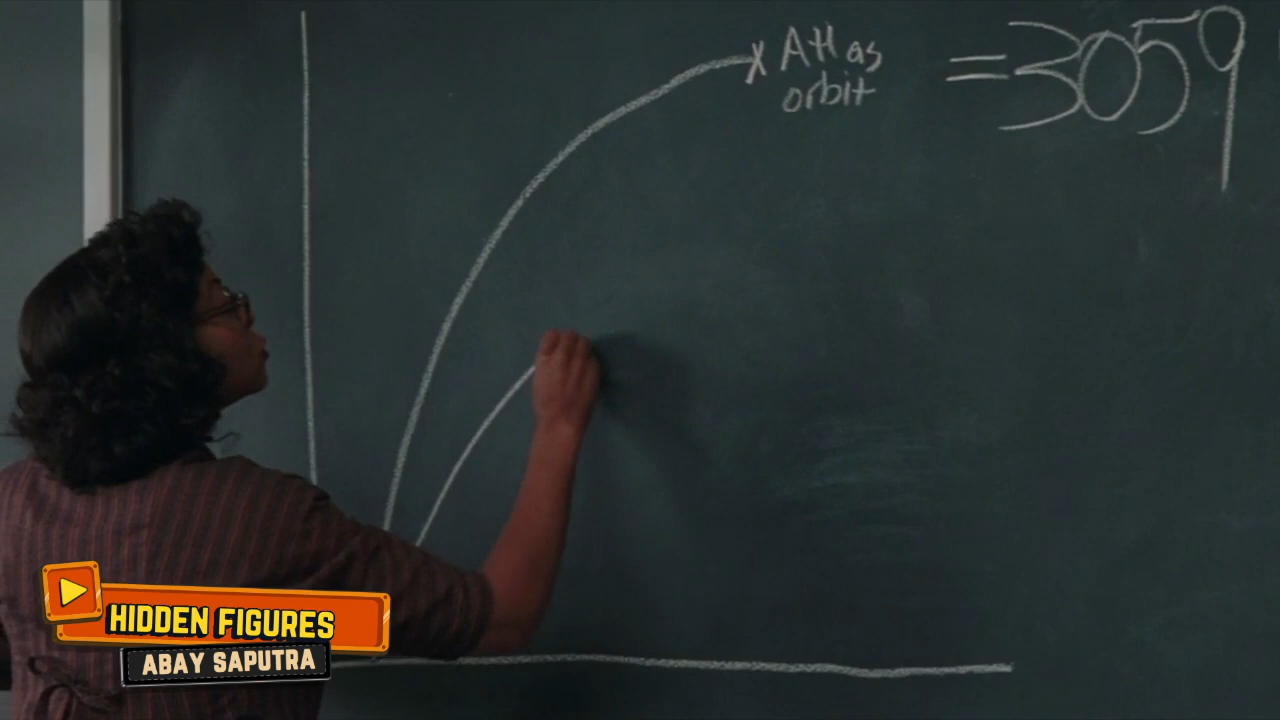 Atlas
orbit
=3059
HIDDEN FIGURES
ABAY SAPUTRA